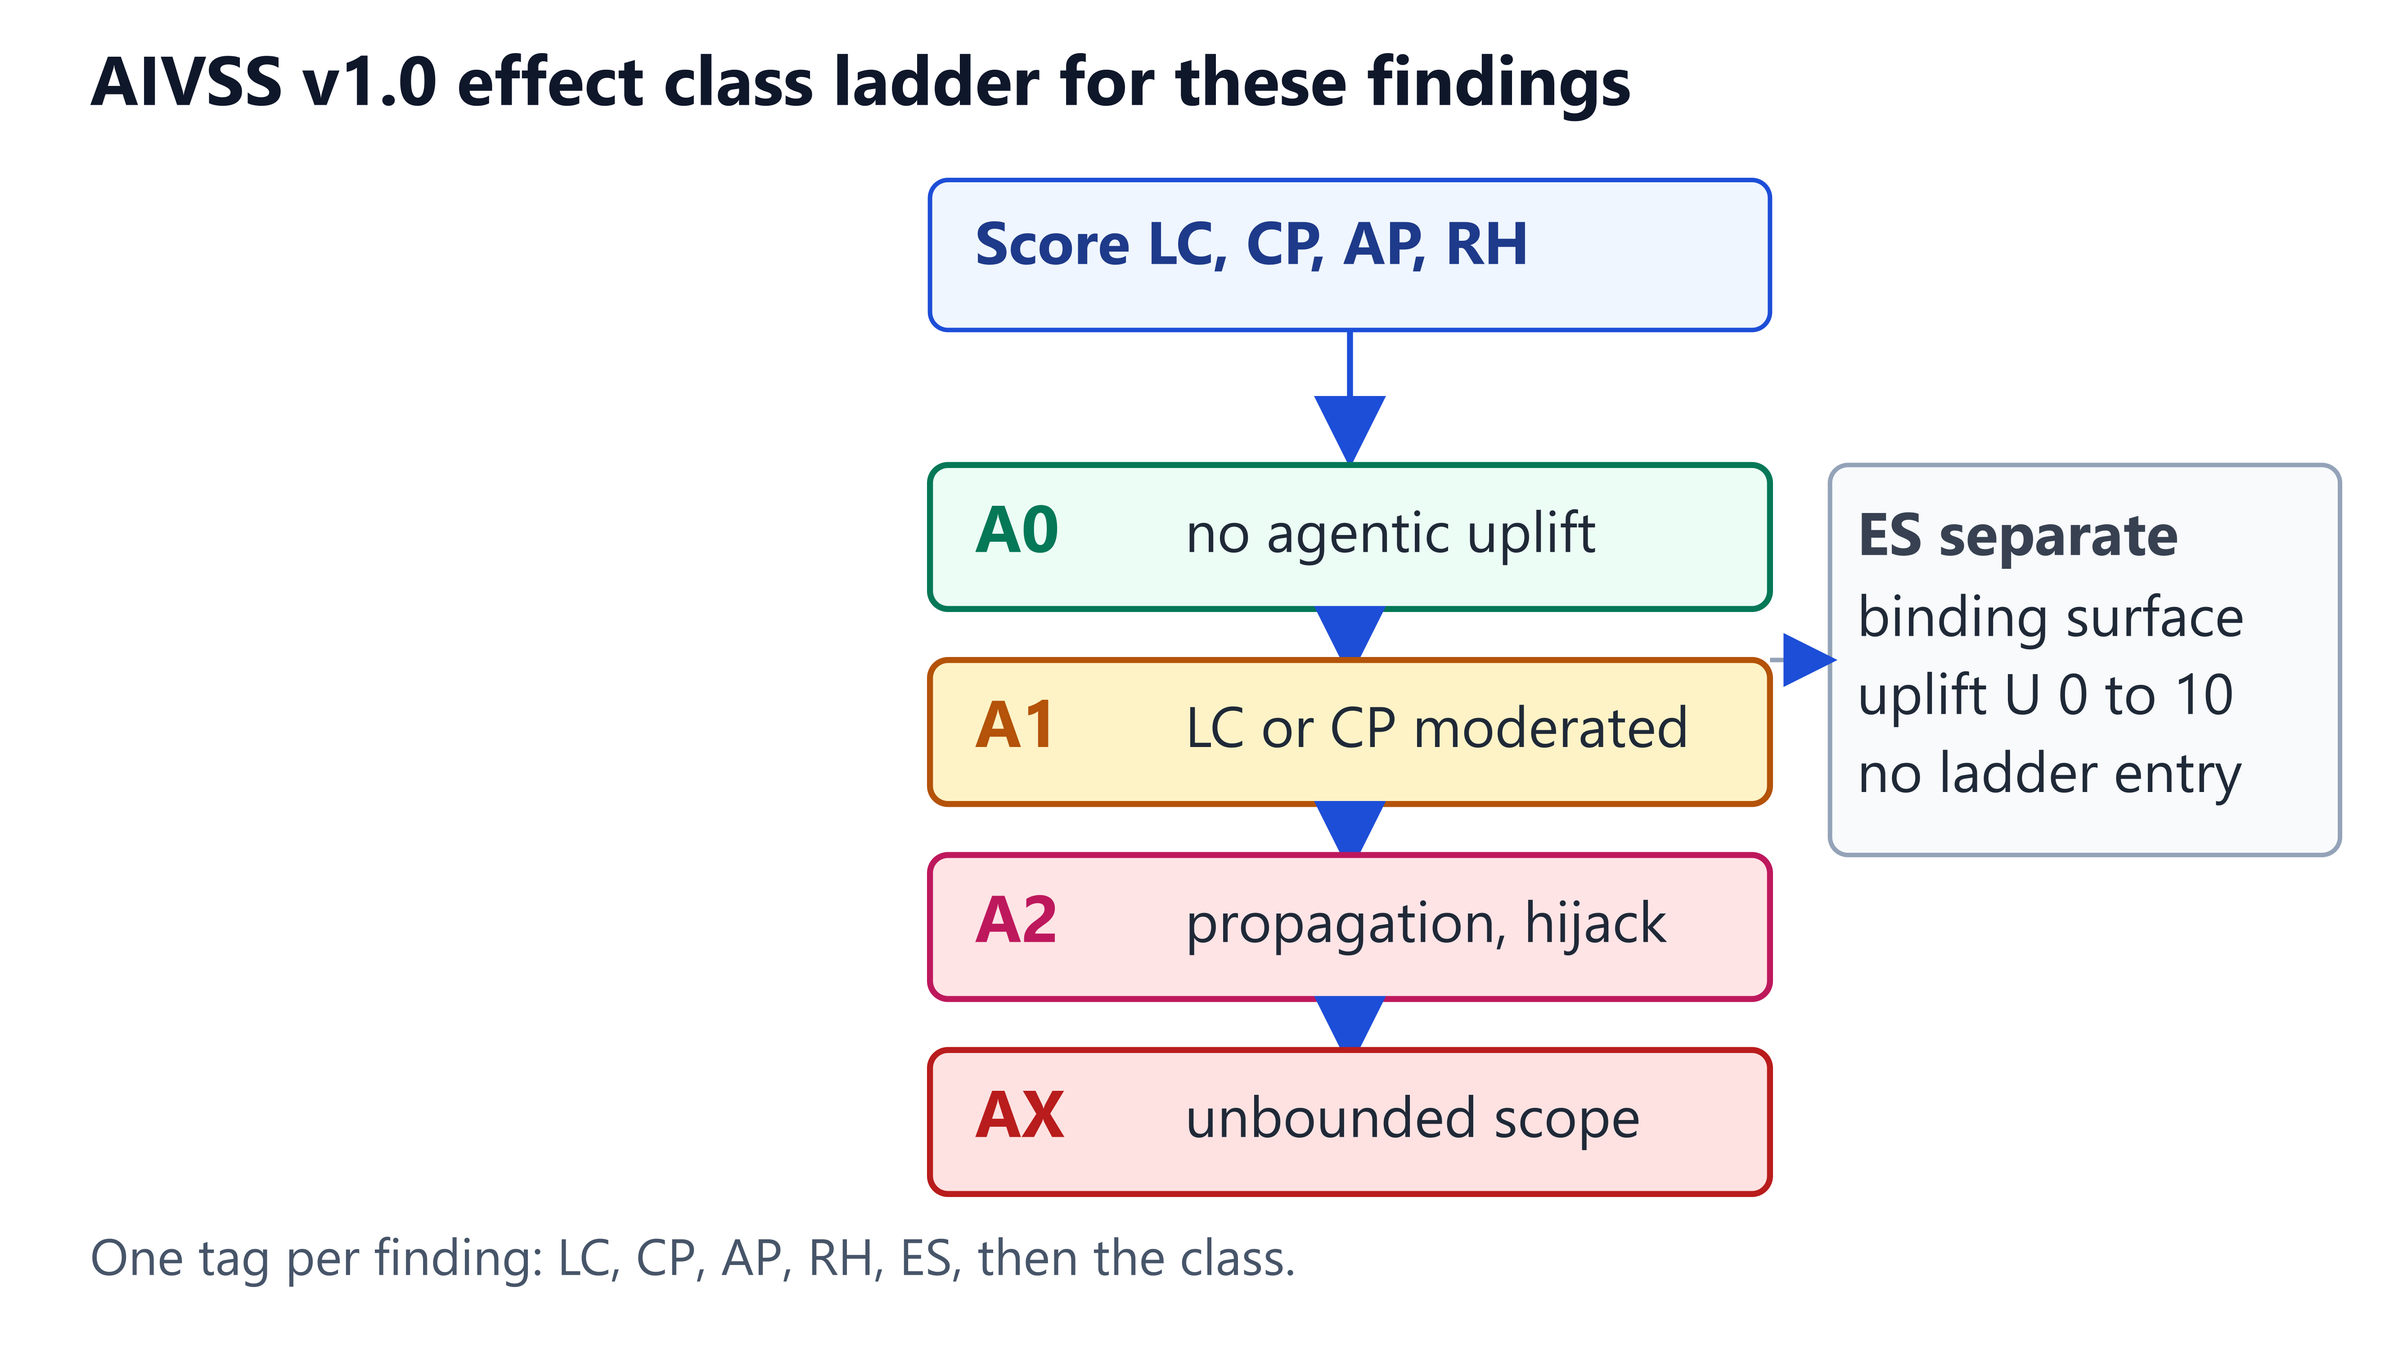 AIVSS v1.0 effect class ladder for these findings
Score LC, CP, AP, RH
A0 no agentic uplift
A1 LC or CP moderated
A2 propagation, hijack
AX unbounded scope
ES separate
binding surface
uplift U 0 to 10
no ladder entry
One tag per finding: LC, CP, AP, RH, ES, then the class.